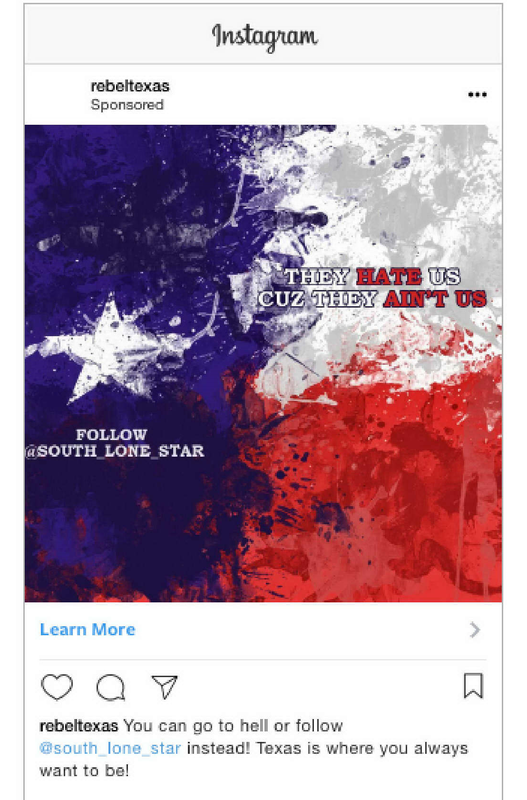 Instagram
rebeltexas
Sponsored
THEY HATE US
CUZ THEY AIN'T US
FOLLOW
@SOUTH_LONE_STAR
Learn More
rebeltexas You can go to hell or follow
@south_lone_star instead! Texas is where you always
want to be!